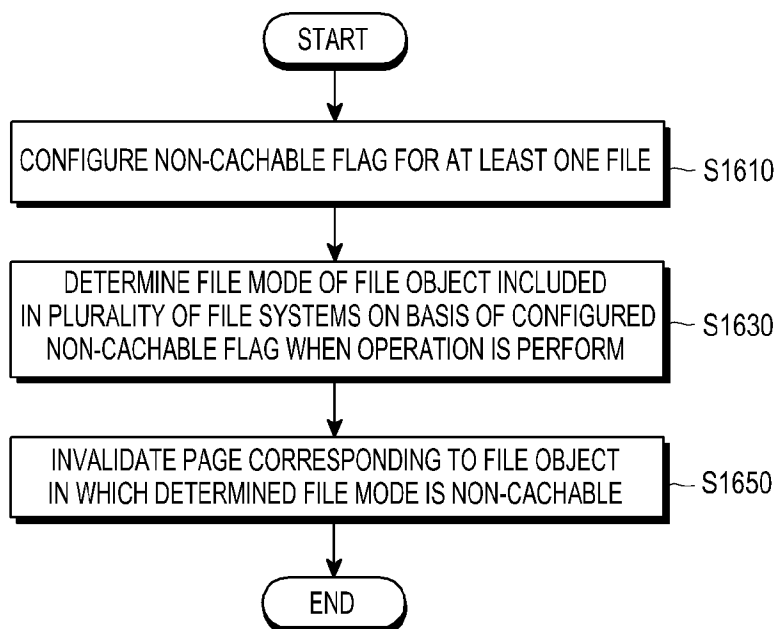 START
CONFIGURE NON-CACHABLE FLAG FOR AT LEAST ONE FILE
S1610
DETERMINE FILE MODE OF FILE OBJECT INCLUDED
IN PLURALITY OF FILE SYSTEMS ON BASIS OF CONFIGURED
NON-CACHABLE FLAG WHEN OPERATION IS PERFORM
S1630
INVALIDATE PAGE CORRESPONDING TO FILE OBJECT
IN WHICH DETERMINED FILE MODE IS NON-CACHABLE
S1650
END